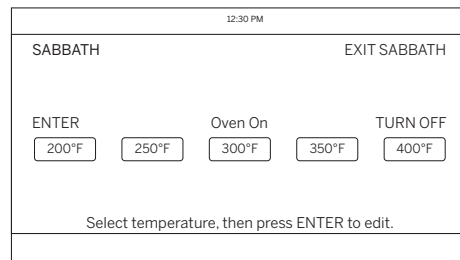 12:30 PM
SABBATH EXIT SABBATH
ENTER Oven On TURN OFF
200°F 250°F 300°F 350°F 400°F
Select temperature, then press ENTER to edit.